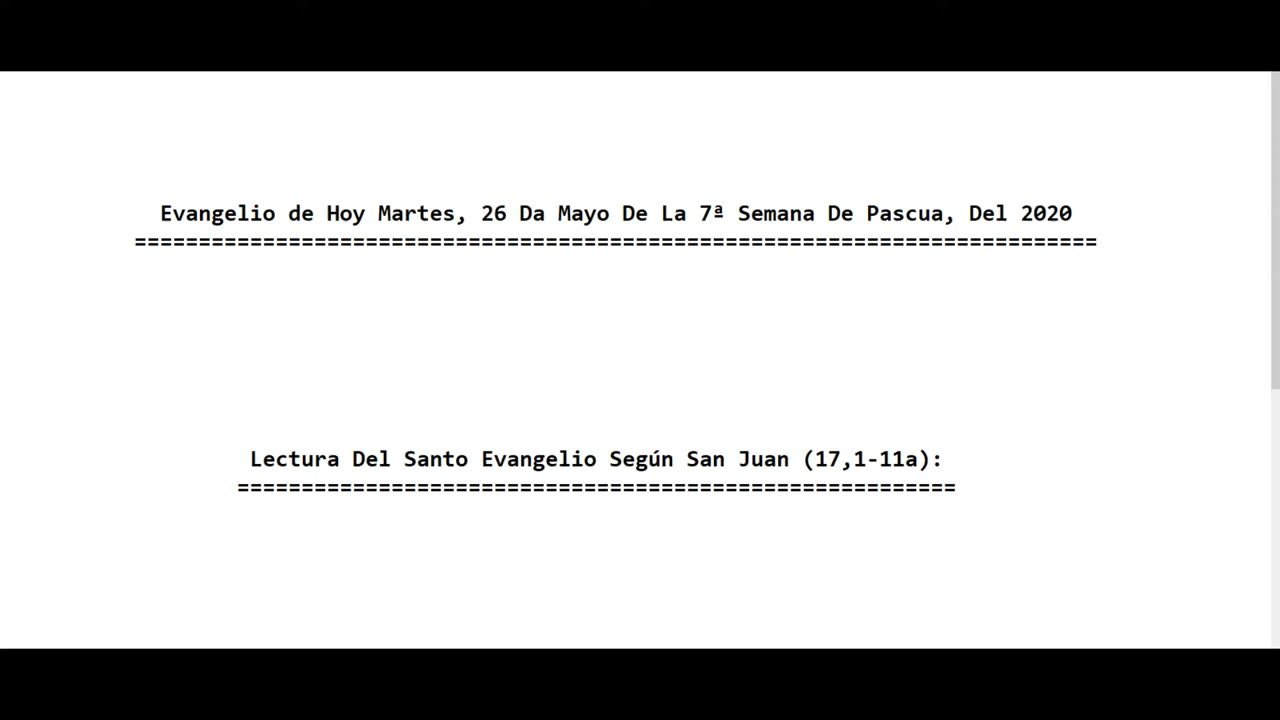 Evangelio de Hoy Martes, 26 Da Mayo De La 7ª Semana De Pascua, Del 2020
===========================================================================
Lectura Del Santo Evangelio Según San Juan (17,1-11a):
========================================================